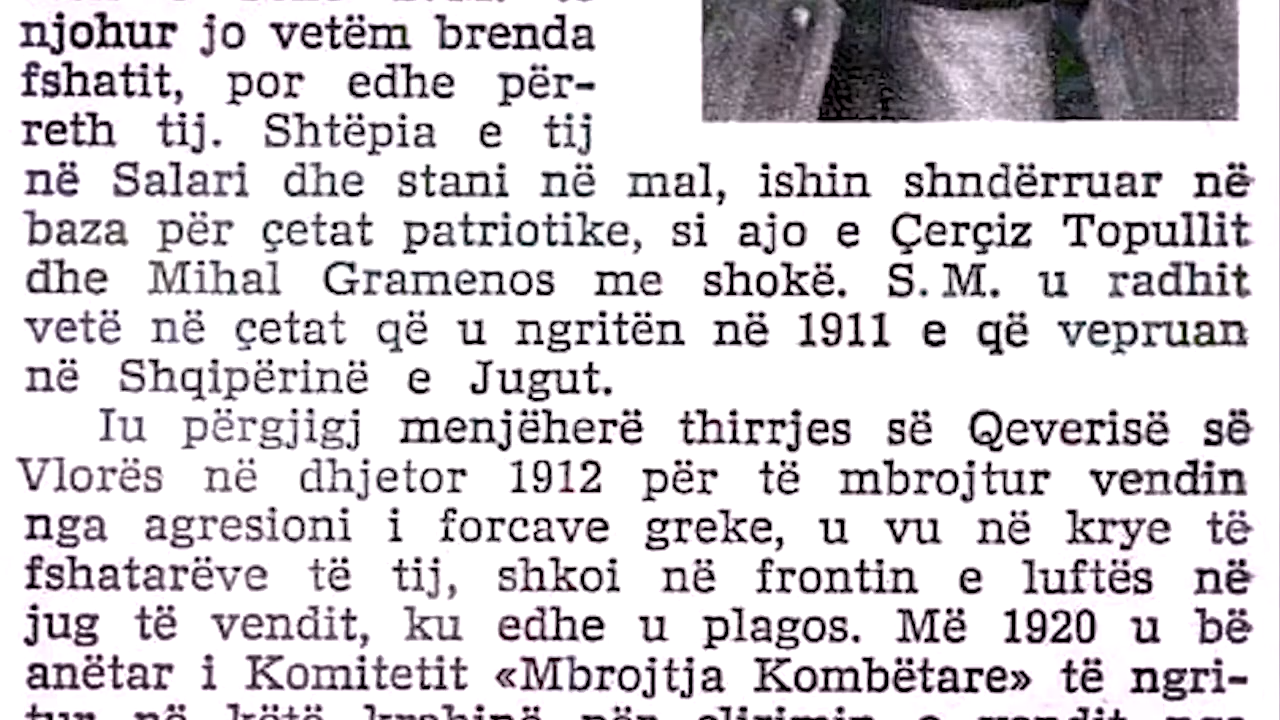 njohur jo vetëm brenda
fshatit, por edhe për-
reth tij. Shtëpia e tij
në Salari dhe stani në mal, ishin shndërruar në
baza për çetat patriotike, si ajo e Çerçiz Topullit
dhe Mihal Gramenos me shokë. S. M. u radhit
vetë në çetat që u ngritën në 1911 e që vepruan
në Shqipërinë e Jugut.
Iu përgjigj menjëherë thirrjes së Qeverisë së
Vlorës në dhjetor 1912 për të mbrojtur vendin
nga agresioni i forcave greke, u vu në krye të
fshatarëve të tij, shkoi në frontin e luftës në
jug të vendit, ku edhe u plagos. Më 1920 u bë
anëtar i Komitetit «Mbrojtja Kombëtare» të ngri-